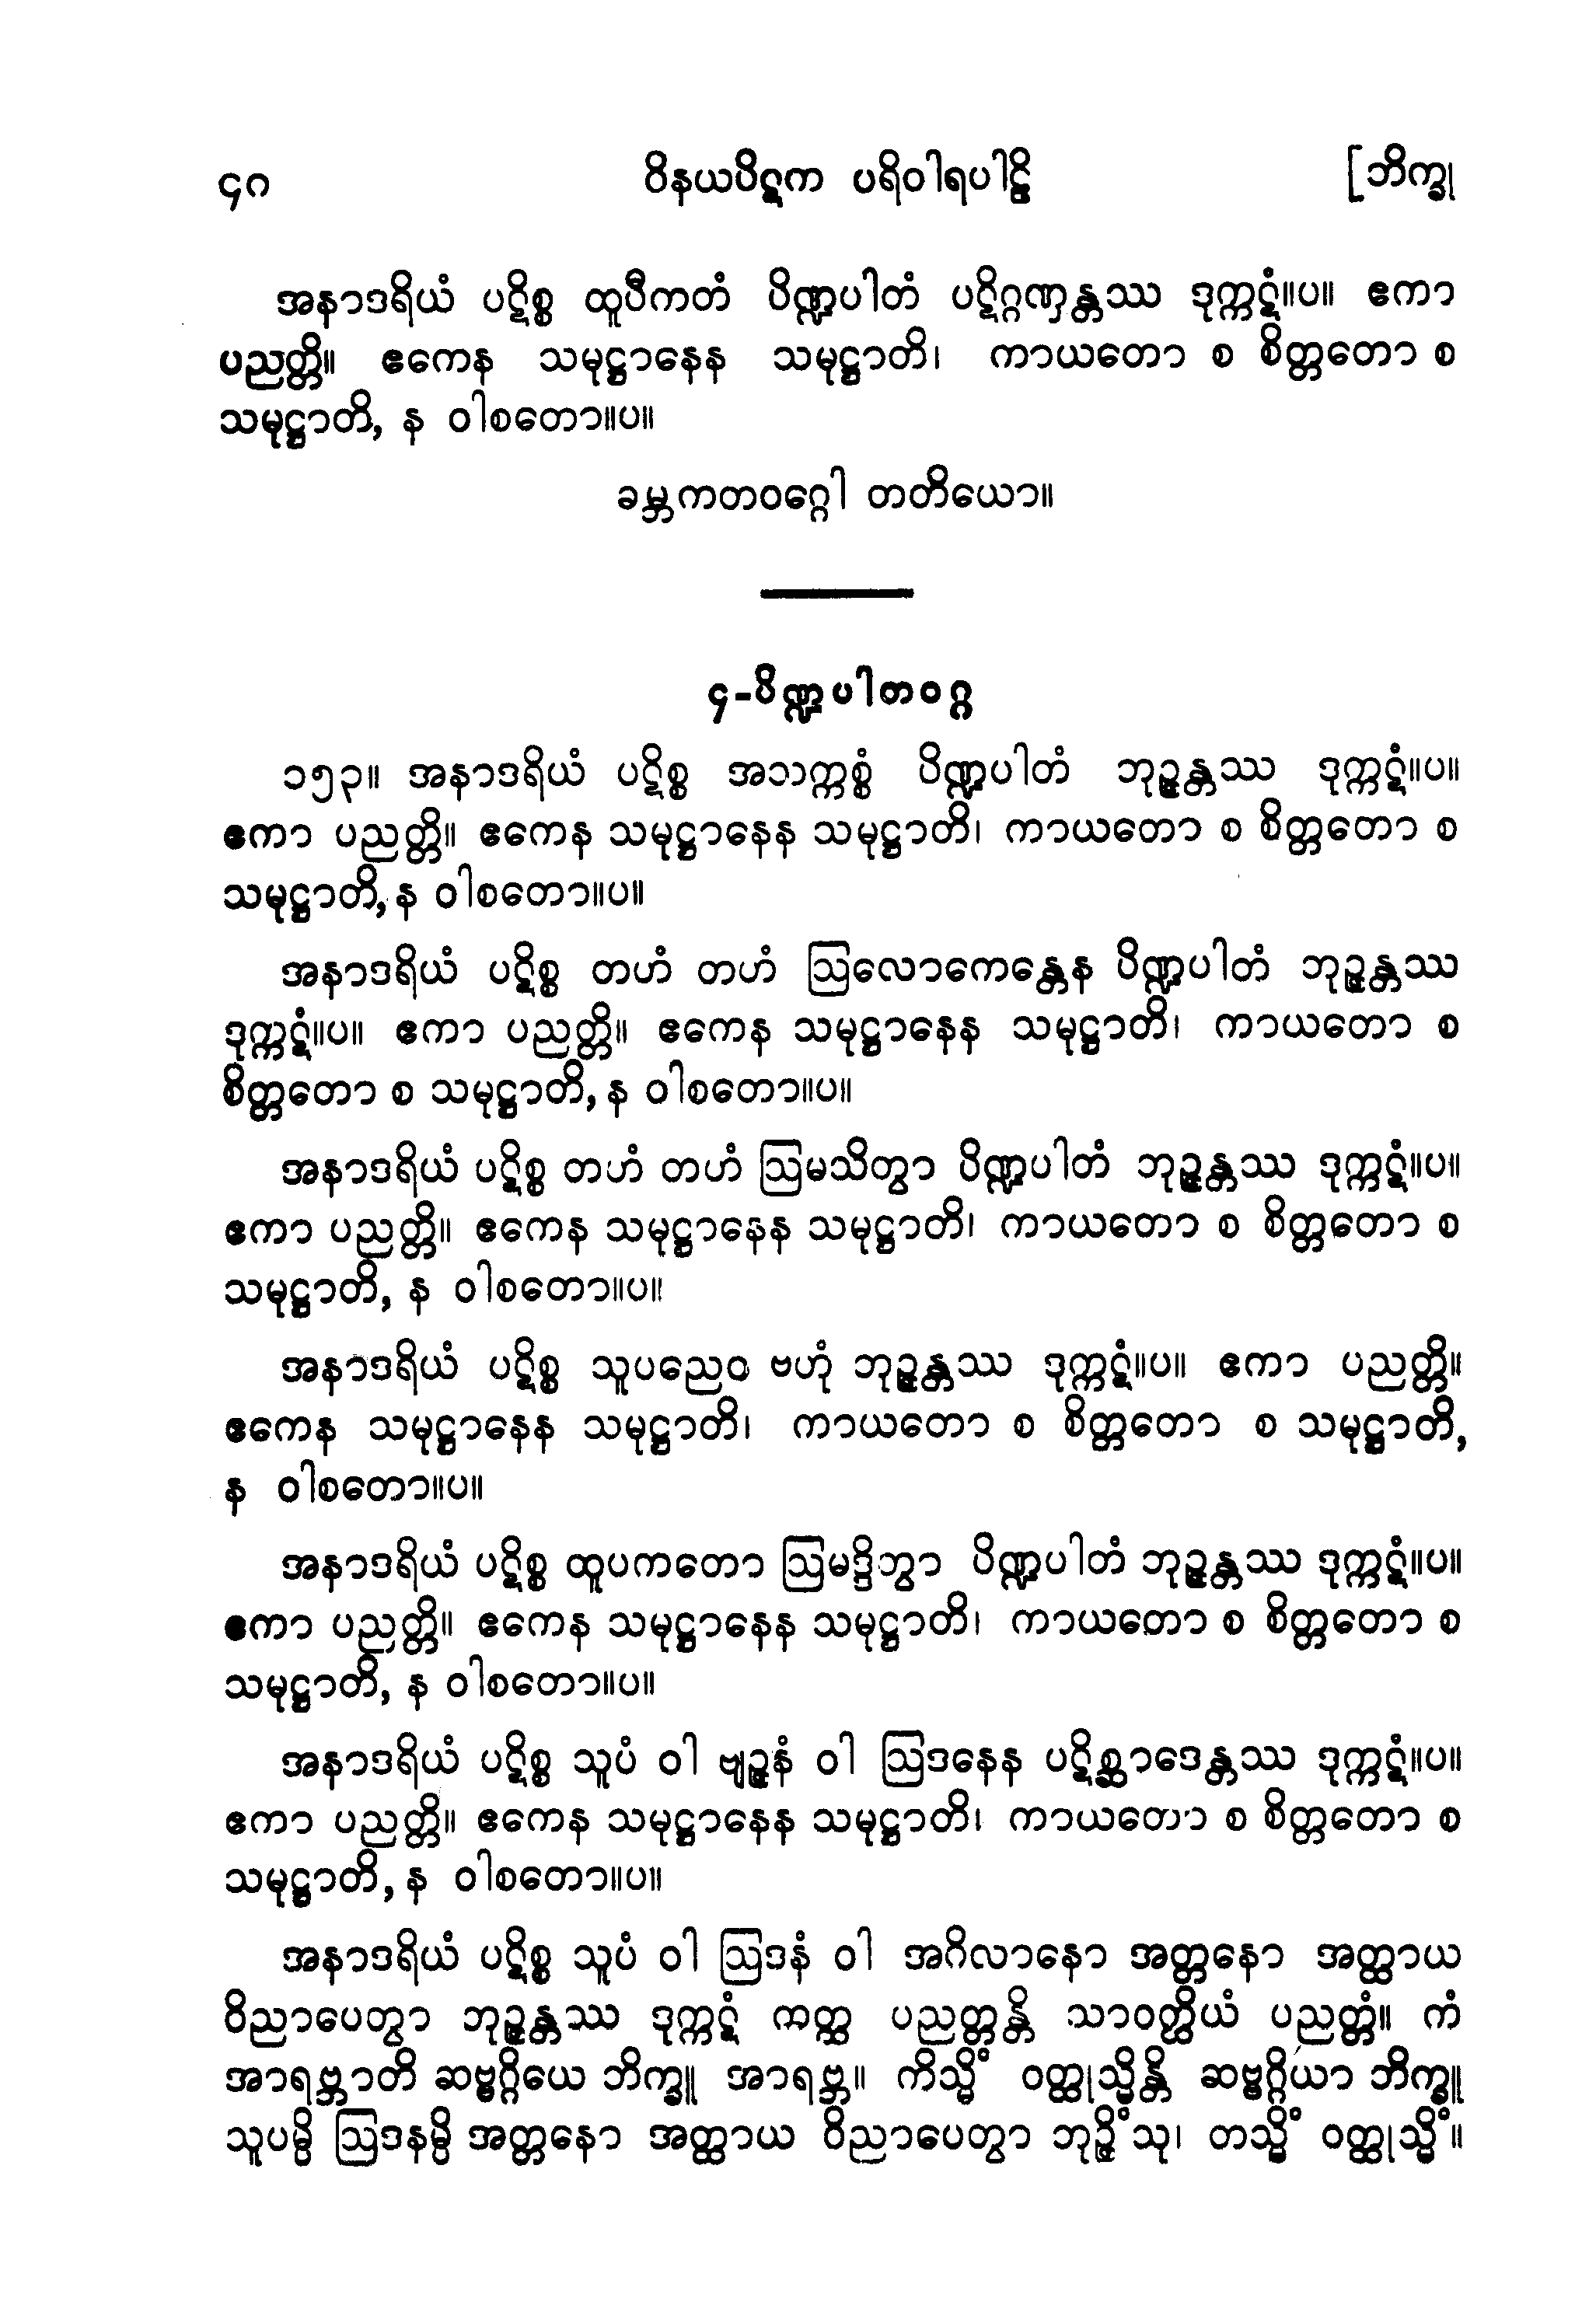 ၄ဂ ဝိနယပိဋက ပရိဝါရပါဠိ [ဘိက္ခု
အနာဒရိယံ ပဋိစ္စ ထူပီကတံ ပိဏ္ဍပါတံ ပဋိဂ္ဂဏှန္တဿ ဒုက္ကဋံ။ပ။ ဧကာ
ပညတ္တိ။ ဧကေန သမုဋ္ဌာနေန သမုဋ္ဌာတိ၊ ကာယတော စ စိတ္တတော စ
သမုဋ္ဌာတိ, န ဝါစတော။ပ။
ခမ္ဘကတဝဂ္ဂေါ တတိယော။
၄-ပိဏ္ဍပါတဝဂ္ဂ
၁၅၃။ အနာဒရိယံ ပဋိစ္စ အသက္ကစ္စံ ပိဏ္ဍပါတံ ဘုဉ္ဇန္တဿ ဒုက္ကဋံ။ပ။
ဧကာ ပညတ္တိ။ ဧကေန သမုဋ္ဌာနေန သမုဋ္ဌာတိ၊ ကာယတော စ စိတ္တတော စ
သမုဋ္ဌာတိ, န ဝါစတော။ပ။
အနာဒရိယံ ပဋိစ္စ တဟံ တဟံ ဩလောကေန္တေန ပိဏ္ဍပါတံ ဘုဉ္ဇန္တဿ
ဒုက္ကဋံ။ပ။ ဧကာ ပညတ္တိ။ ဧကေန သမုဋ္ဌာနေန သမုဋ္ဌာတိ၊ ကာယတော စ
စိတ္တတော စ သမုဋ္ဌာတိ, န ဝါစတော။ပ။
အနာဒရိယံ ပဋိစ္စ တဟံ တဟံ ဩမသိတွာ ပိဏ္ဍပါတံ ဘုဉ္ဇန္တဿ ဒုက္ကဋံ။ပ။
ဧကာ ပညတ္တိ။ ဧကေန သမုဋ္ဌာနေန သမုဋ္ဌာတိ၊ ကာယတော စ စိတ္တတော စ
သမုဋ္ဌာတိ, န ဝါစတော။ပ။
အနာဒရိယံ ပဋိစ္စ သူပညေဝ ဗဟုံ ဘုဉ္ဇန္တဿ ဒုက္ကဋံ။ပ။ ဧကာ ပညတ္တိ။
ဧကေန သမုဋ္ဌာနေန သမုဋ္ဌာတိ၊ ကာယတော စ စိတ္တတော စ သမုဋ္ဌာတိ,
န ဝါစတော။ပ။
အနာဒရိယံ ပဋိစ္စ ထူပကတော ဩမဒ္ဒိတွာ ပိဏ္ဍပါတံ ဘုဉ္ဇန္တဿ ဒုက္ကဋံ။ပ။
ဧကာ ပညတ္တိ။ ဧကေန သမုဋ္ဌာနေန သမုဋ္ဌာတိ၊ ကာယတော စ စိတ္တတော စ
သမုဋ္ဌာတိ, န ဝါစတော။ပ။
အနာဒရိယံ ပဋိစ္စ သူပံ ဝါ ဗျဉ္ဇနံ ဝါ ဩဒနေန ပဋိစ္ဆာဒေန္တဿ ဒုက္ကဋံ။ပ။
ဧကာ ပညတ္တိ။ ဧကေန သမုဋ္ဌာနေန သမုဋ္ဌာတိ၊ ကာယတော စ စိတ္တတော စ
သမုဋ္ဌာတိ, န ဝါစတော။ပ။
အနာဒရိယံ ပဋိစ္စ သူပံ ဝါ ဩဒနံ ဝါ အဂိလာနော အတ္တနော အတ္ထာယ
ဝိညာပေတွာ ဘုဉ္ဇန္တဿ ဒုက္ကဋံ ကတ္ထ ပညတ္တန္တိ သာဝတ္ထိယံ ပညတ္တံ။ ကံ
အာရဗ္ဘာတိ ဆဗ္ဗဂ္ဂိယေ ဘိက္ခူ အာရဗ္ဘ။ ကိသ္မိံ ဝတ္ထုသ္မိန္တိ ဆဗ္ဗဂ္ဂိယာ ဘိက္ခူ
သူပမ္ပိ ဩဒနမ္ပိ အတ္တနော အတ္ထာယ ဝိညာပေတွာ ဘုဉ္ဇိံသု၊ တသ္မိံ ဝတ္ထုသ္မိံ။